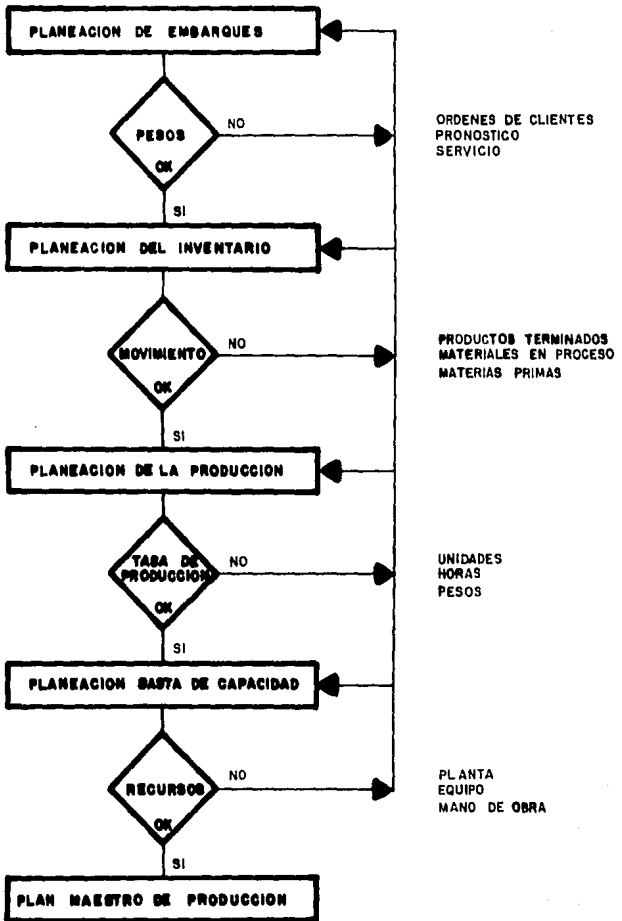 PLANEACION DE EMBARQUES
PESOS
OK
NO
ORDENES DE CLIENTES
PRONOSTICO
SERVICIO
SI
PLANEACION DEL INVENTARIO
MOVIMIENTO
OK
NO
PRODUCTOS TERMINADOS
MATERIALES EN PROCESO
MATERIAS PRIMAS
SI
PLANEACION DE LA PRODUCCION
TASA DE
PRODUCCION
OK
NO
UNIDADES
HORAS
PESOS
SI
PLANEACION BASTA DE CAPACIDAD
RECURSOS
OK
NO
PLANTA
EQUIPO
MANO DE OBRA
SI
PLAN MAESTRO DE PRODUCCION